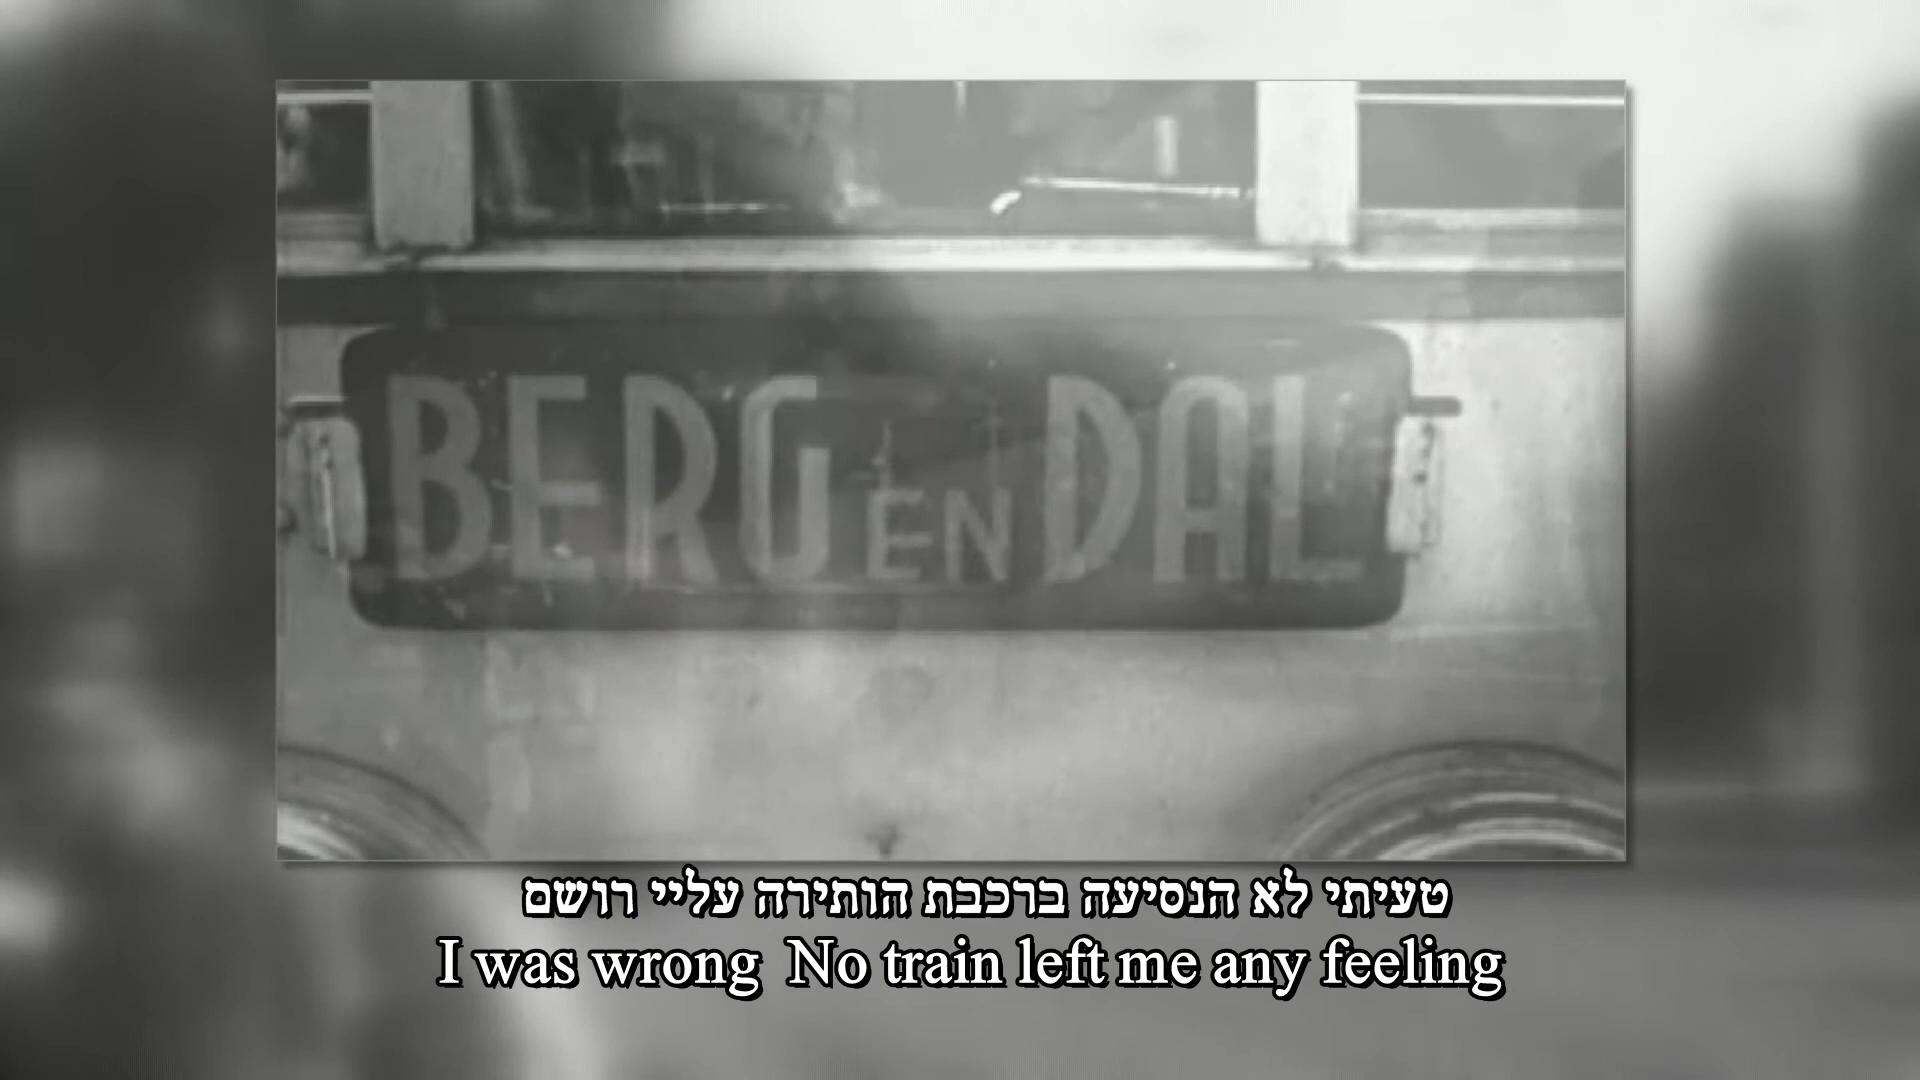 BERG EN DAL
טעיתי לא הנסיעה ברכבת הותירה עליי רושם
I was wrong No train left me any feeling